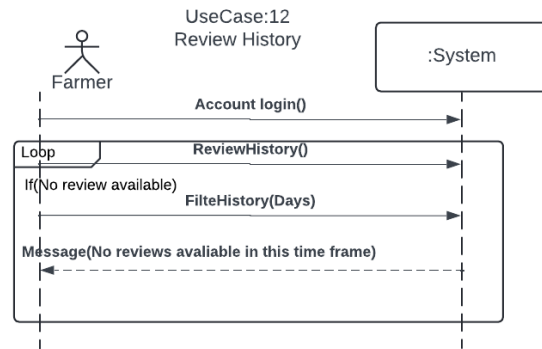 UseCase:12
Review History
Farmer
:System
Account login()
Loop
ReviewHistory()
If(No review available)
FilteHistory(Days)
Message(No reviews avaliable in this time frame)